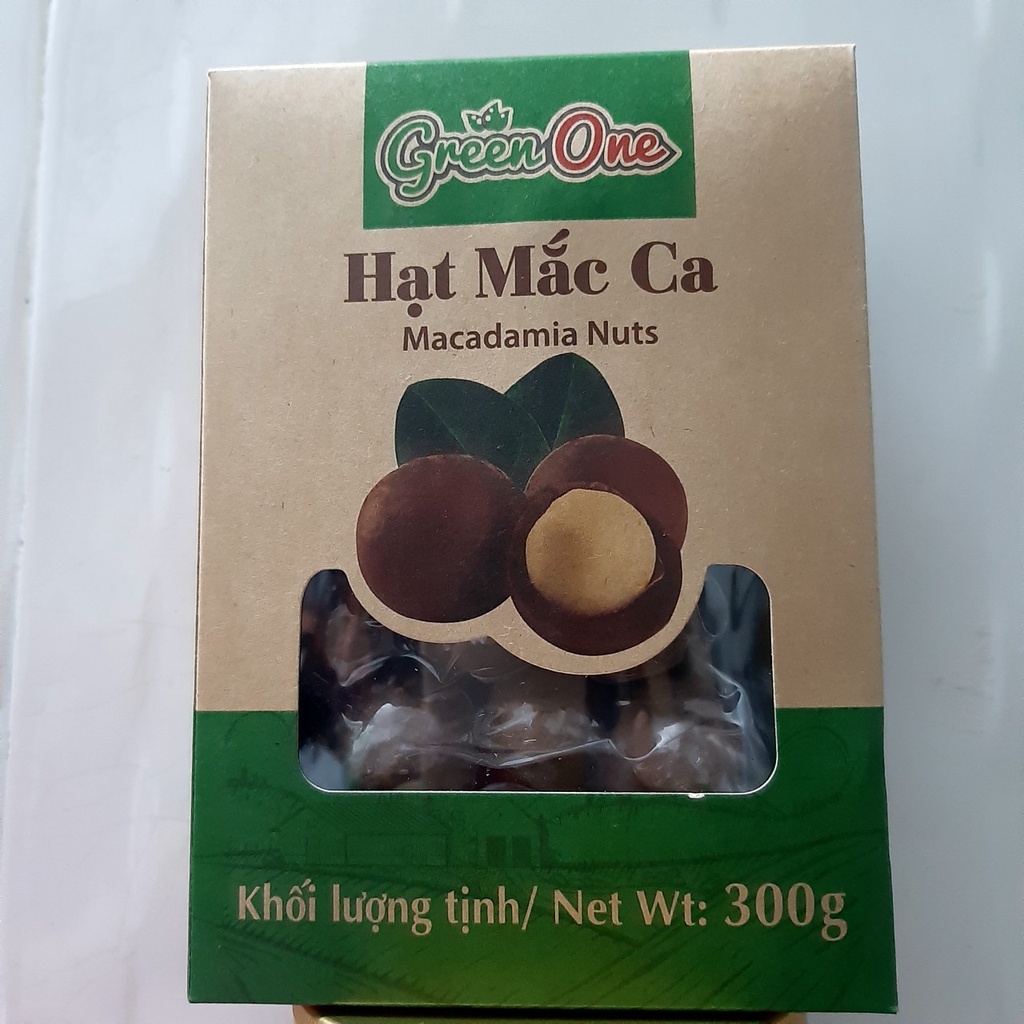 Green One
Hạt Mắc Ca
Macadamia Nuts
Khối lượng tịnh/ Net Wt: 300g